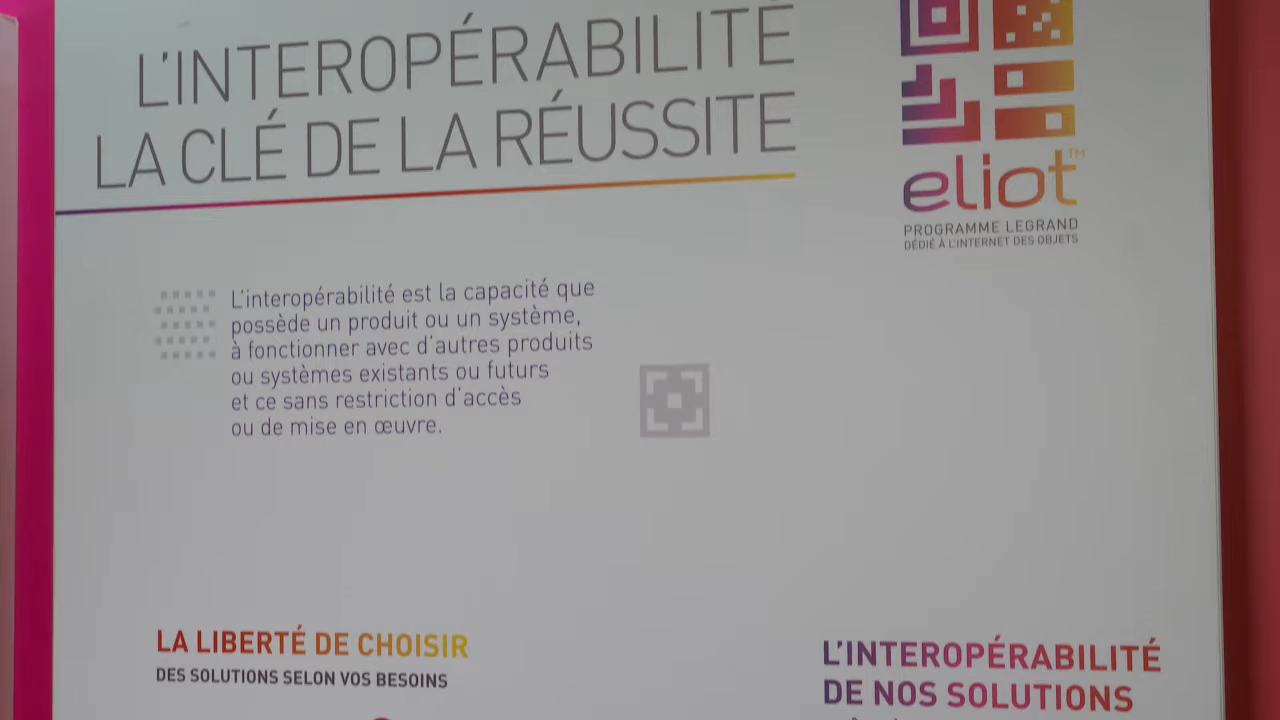 L'INTEROPÉRABILITÉ
LA CLÉ DE LA RÉUSSITE
eliot™
PROGRAMME LEGRAND
DÉDIÉ À L'INTERNET DES OBJETS
L'interopérabilité est la capacité que
possède un produit ou un système,
à fonctionner avec d'autres produits
ou systèmes existants ou futurs
et ce sans restriction d'accès
ou de mise en œuvre.
LA LIBERTÉ DE CHOISIR
DES SOLUTIONS SELON VOS BESOINS
L'INTEROPÉRABILITÉ
DE NOS SOLUTIONS